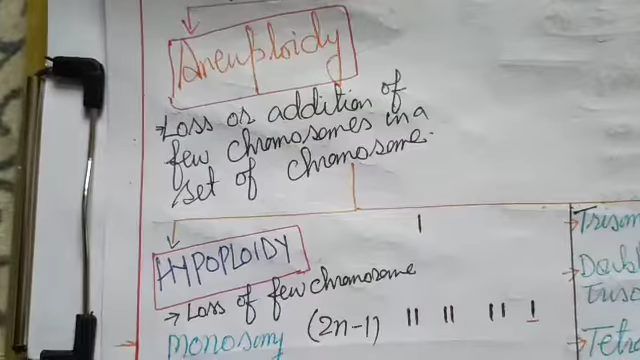 Aneuploidy
→Loss or addition of
few chromosomes in a
set of chromosome.
HYPOPLOIDY
→ Loss of few chromosome
Monosomy (2n-1)